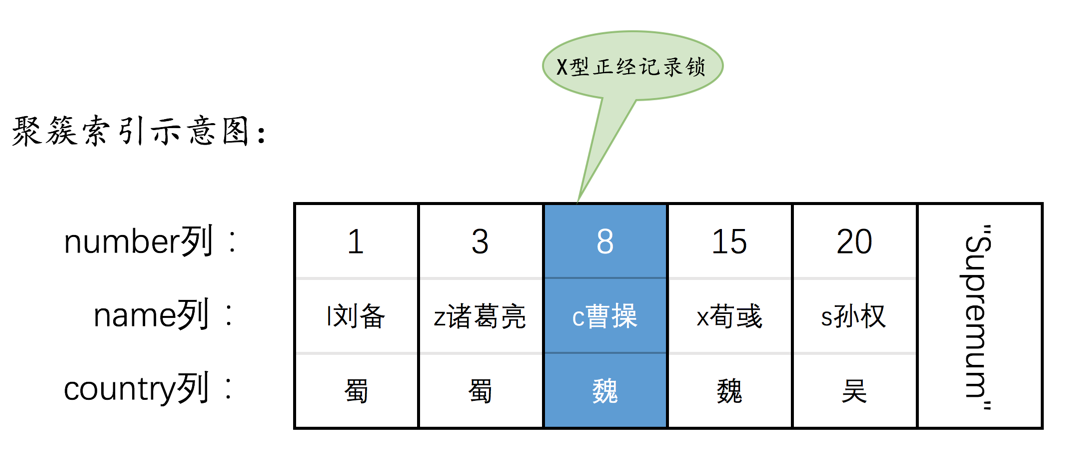 X型正经记录锁
聚簇索引示意图：
number列： 1 3 8 15 20 "Supremum"
name列： l刘备 z诸葛亮 c曹操 x荀彧 s孙权
country列： 蜀 蜀 魏 魏 吴